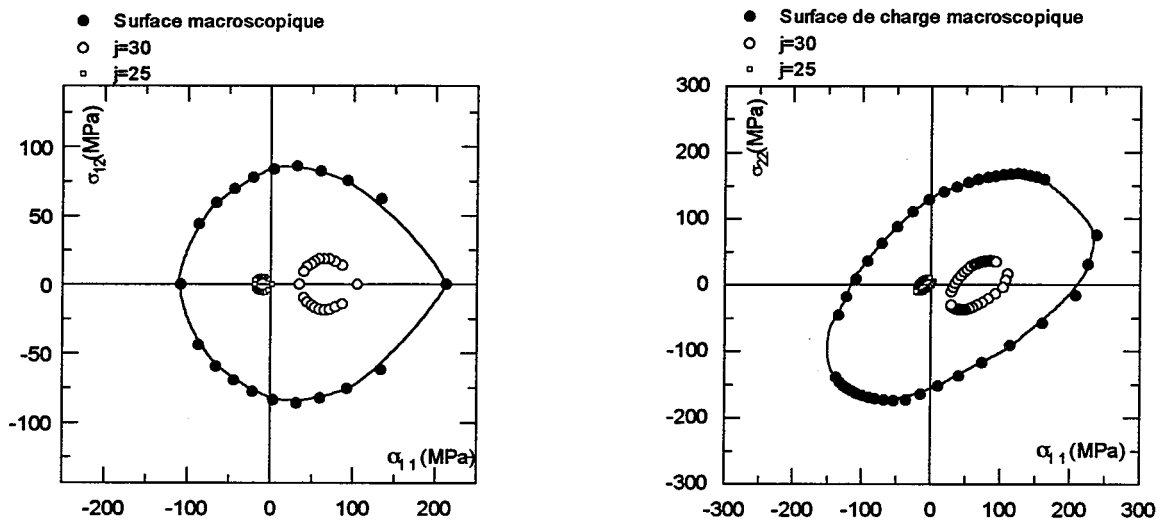 Surface macroscopique
j=30
j=25
σ12(MPa)
100
50
0
-50
-100
σ11(MPa)
-200 -100 0 100 200
Surface de charge macroscopique
j=30
j=25
σ22(MPa)
300
200
100
0
-100
-200
-300
σ11(MPa)
-300 -200 -100 0 100 200 300